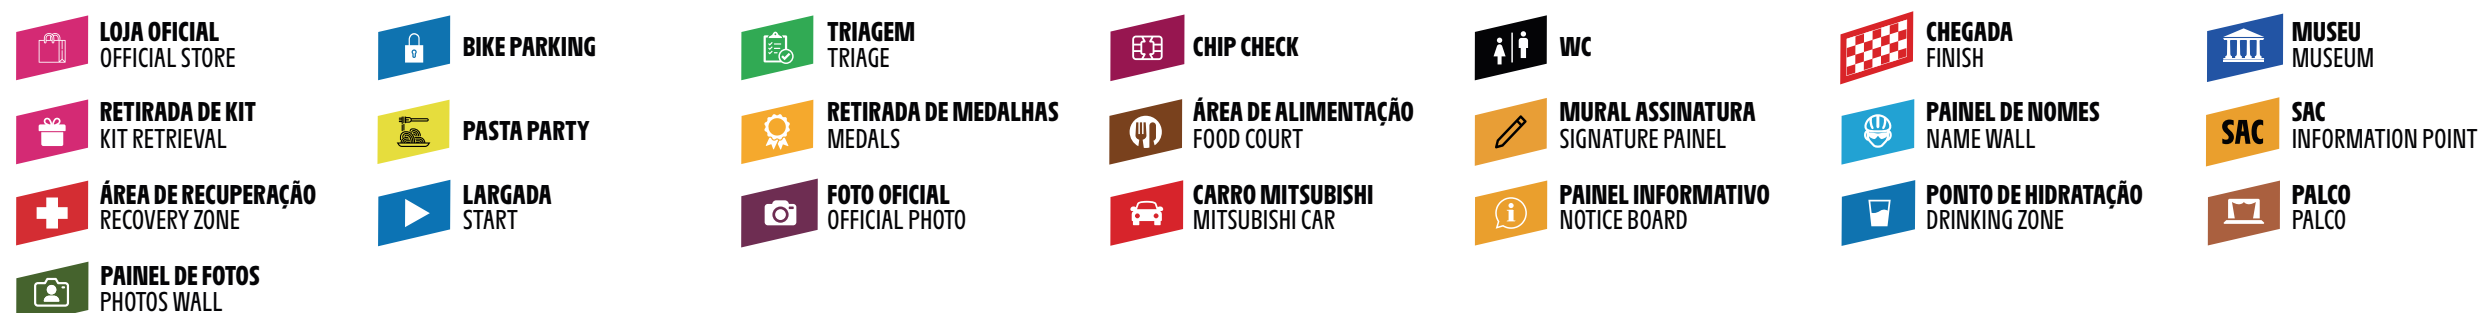 LOJA OFICIAL
OFFICIAL STORE
BIKE PARKING
TRIAGEM
TRIAGE
CHIP CHECK
WC
CHEGADA
FINISH
MUSEU
MUSEUM
RETIRADA DE KIT
KIT RETRIEVAL
PASTA PARTY
RETIRADA DE MEDALHAS
MEDALS
ÁREA DE ALIMENTAÇÃO
FOOD COURT
MURAL ASSINATURA
SIGNATURE PAINEL
PAINEL DE NOMES
NAME WALL
SAC
SAC
INFORMATION POINT
ÁREA DE RECUPERAÇÃO
RECOVERY ZONE
LARGADA
START
FOTO OFICIAL
OFFICIAL PHOTO
CARRO MITSUBISHI
MITSUBISHI CAR
PAINEL INFORMATIVO
NOTICE BOARD
PONTO DE HIDRATAÇÃO
DRINKING ZONE
PALCO
PALCO
PAINEL DE FOTOS
PHOTOS WALL